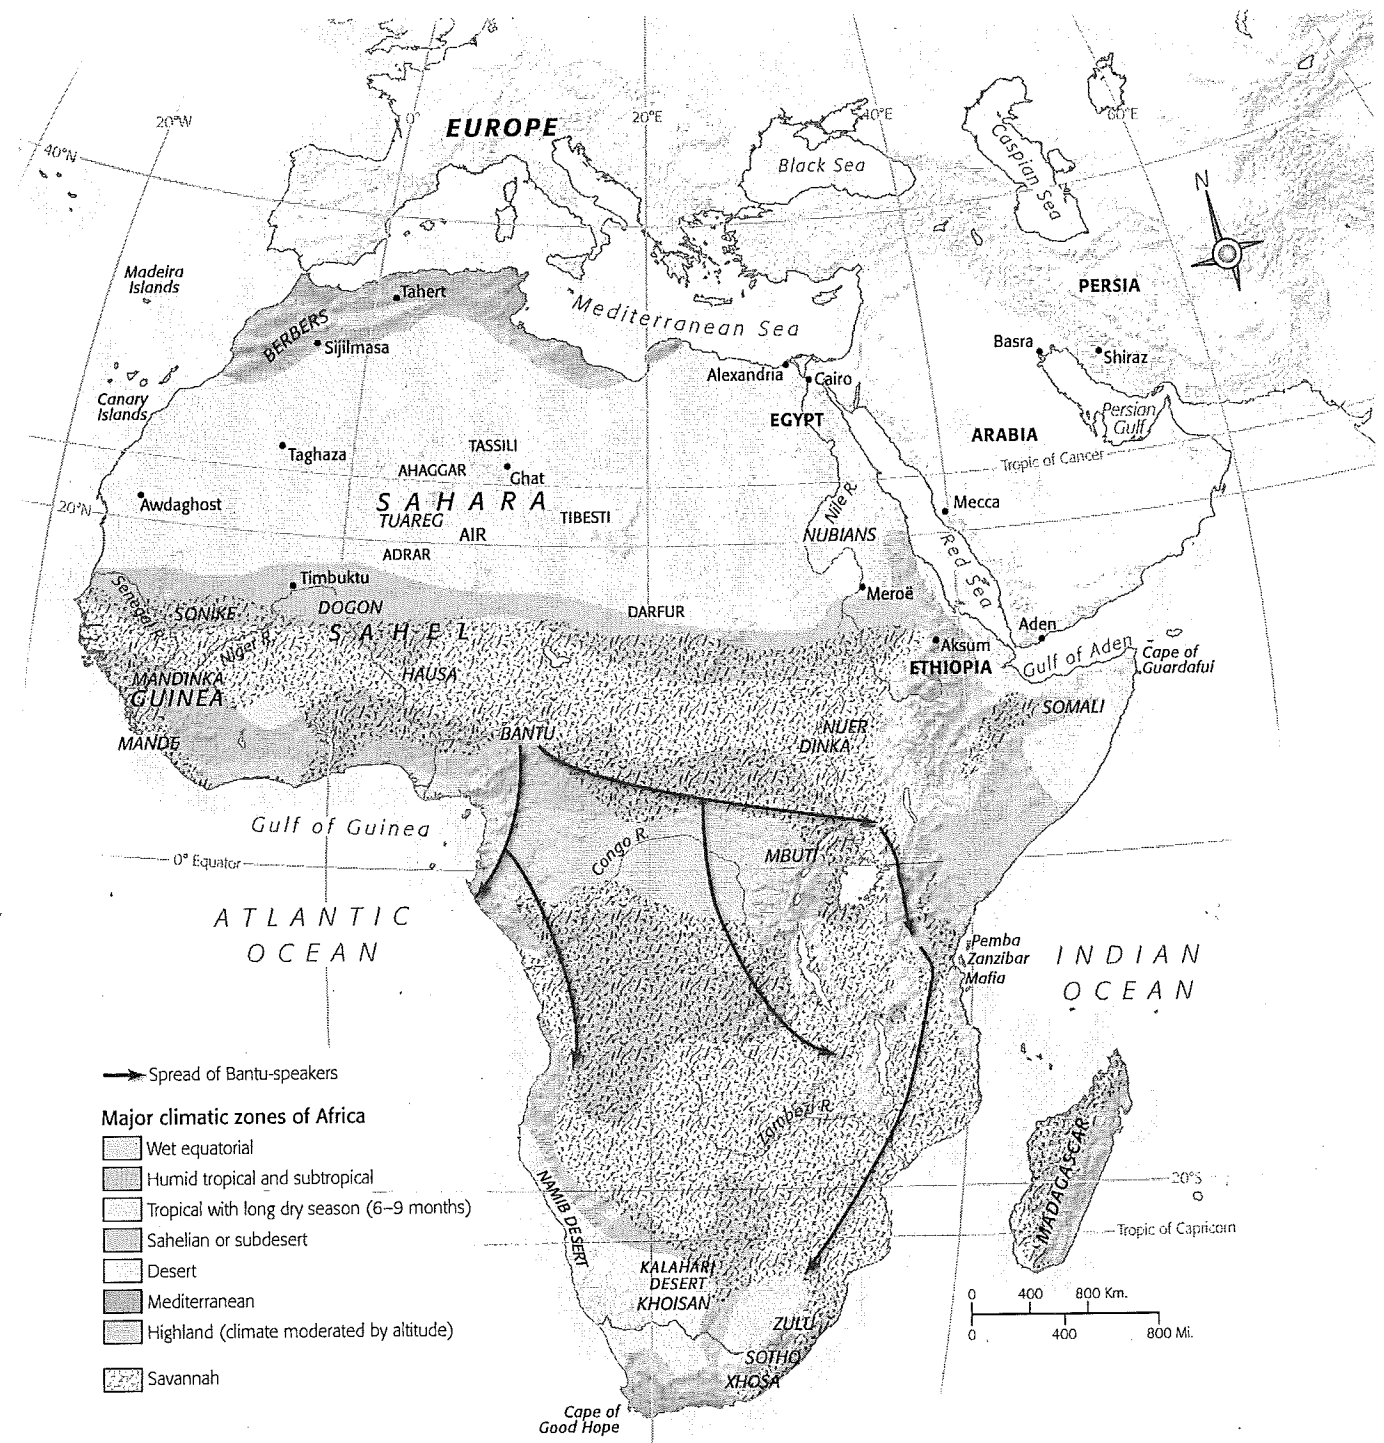 20°W
0°
EUROPE
20°E
40°E
60°E
40°N
Black Sea
Caspian Sea
N
Madeira
Islands
Tahert
PERSIA
Mediterranean Sea
BERBERS
Sijilmasa
Basra
Shiraz
Alexandria
Cairo
Canary
Islands
EGYPT
Persian
Gulf
ARABIA
Taghaza
TASSILI
AHAGGAR
Ghat
Tropic of Cancer
SAHARA
Awdaghost
20°N
TUAREG
TIBESTI
Nile R.
Mecca
AIR
NUBIANS
ADRAR
Red Sea
Timbuktu
Senegal R.
SONIKE
DOGON
DARFUR
Meroë
SAHEL
Aden
Niger R.
Aksum
Gulf of Aden
Cape of
Guardafui
ETHIOPIA
MANDINKA
HAUSA
GUINEA
SOMALI
MANDE
BANTU
NUER
DINKA
Gulf of Guinea
Congo R.
MBUTI
0° Equator
ATLANTIC
OCEAN
Pemba
Zanzibar
Mafia
INDIAN
OCEAN
Spread of Bantu-speakers
Major climatic zones of Africa
Wet equatorial
Humid tropical and subtropical
Tropical with long dry season (6–9 months)
Sahelian or subdesert
Desert
Mediterranean
Highland (climate moderated by altitude)
Savannah
Zambezi R.
MADAGASCAR
20°S
NAMIB DESERT
Tropic of Capricorn
KALAHARI
DESERT
KHOISAN
0 400 800 Km.
0 400 800 Mi.
ZULU
SOTHO
XHOSA
Cape of
Good Hope